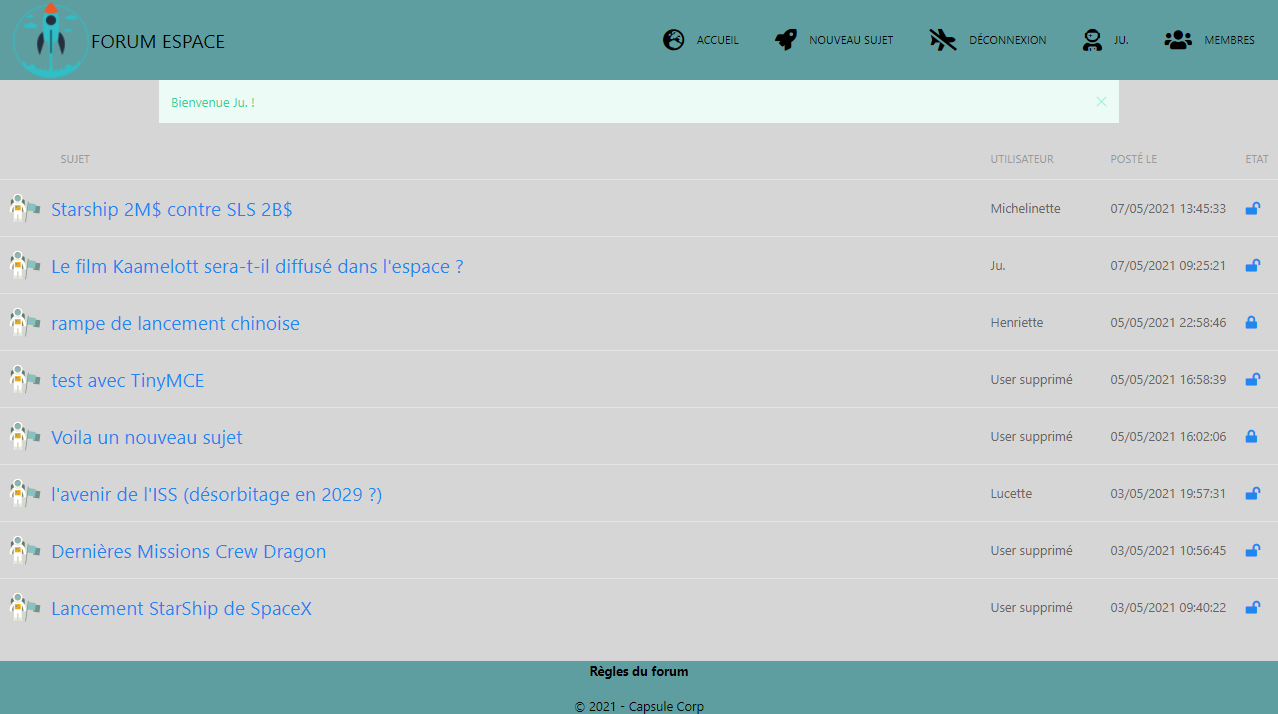 FORUM ESPACE ACCUEIL NOUVEAU SUJET DÉCONNEXION JU. MEMBRES
Bienvenue Ju. ! ×
SUJET UTILISATEUR POSTÉ LE ETAT
Starship 2M$ contre SLS 2B$ Michelinette 07/05/2021 13:45:33
Le film Kaamelott sera-t-il diffusé dans l'espace ? Ju. 07/05/2021 09:25:21
rampe de lancement chinoise Henriette 05/05/2021 22:58:46
test avec TinyMCE User supprimé 05/05/2021 16:58:39
Voila un nouveau sujet User supprimé 05/05/2021 16:02:06
l'avenir de l'ISS (désorbitage en 2029 ?) Lucette 03/05/2021 19:57:31
Dernières Missions Crew Dragon User supprimé 03/05/2021 10:56:45
Lancement StarShip de SpaceX User supprimé 03/05/2021 09:40:22
Règles du forum
© 2021 - Capsule Corp